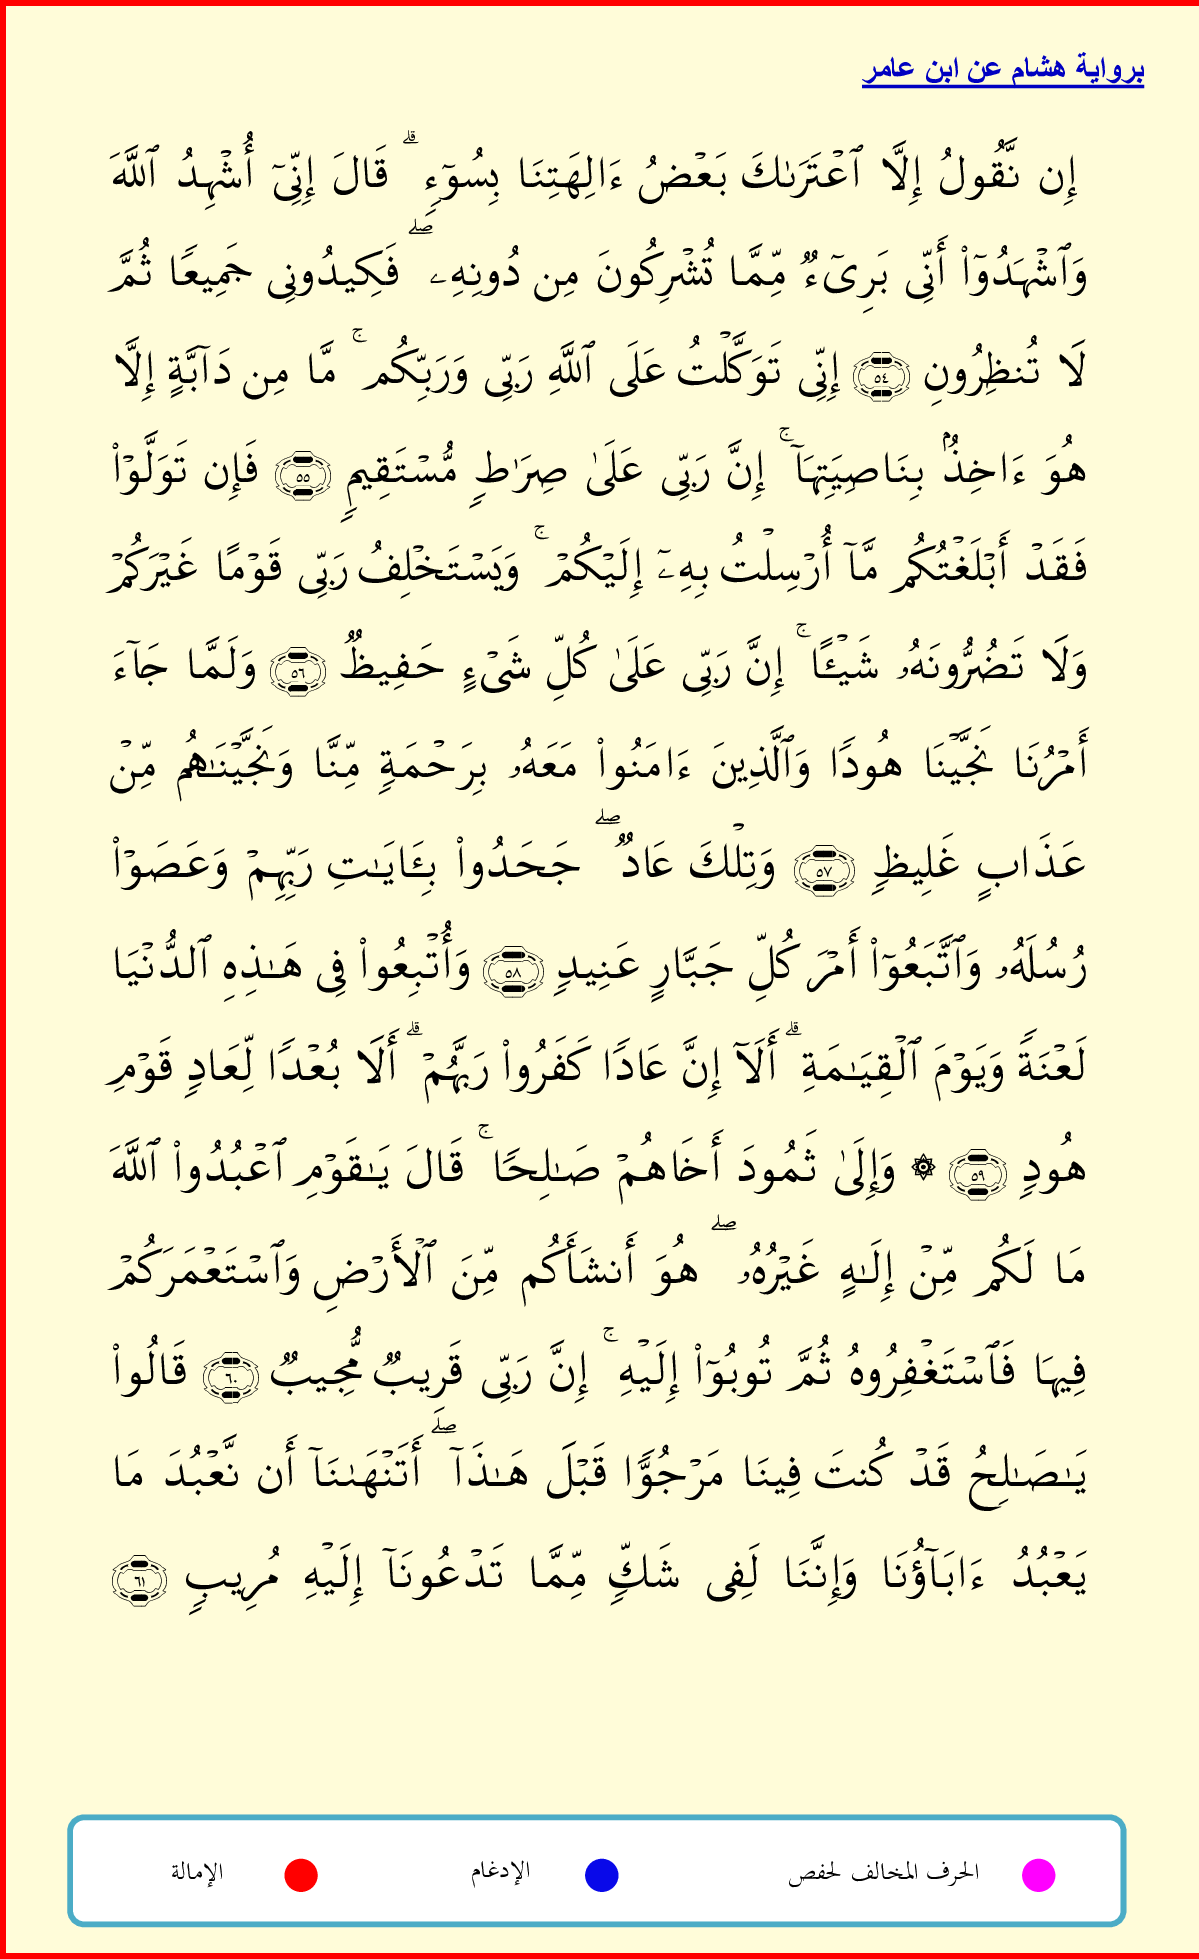 برواية هشام عن ابن عامر
إِن نَّقُولُ إِلَّا ٱعۡتَرَىٰكَ بَعۡضُ ءَالِهَتِنَا بِسُوٓءٖۗ قَالَ إِنِّيٓ أُشۡهِدُ ٱللَّهَ
وَٱشۡهَدُوٓاْ أَنِّي بَرِيٓءٞ مِّمَّا تُشۡرِكُونَ مِن دُونِهِۦۖ فَكِيدُونِي جَمِيعٗا ثُمَّ
لَا تُنظِرُونِ ٥٤ إِنِّي تَوَكَّلۡتُ عَلَى ٱللَّهِ رَبِّي وَرَبِّكُمۚ مَّا مِن دَآبَّةٍ إِلَّا
هُوَ ءَاخِذُۢ بِنَاصِيَتِهَآۚ إِنَّ رَبِّي عَلَىٰ صِرَٰطٖ مُّسۡتَقِيمٖ ٥٥ فَإِن تَوَلَّوۡاْ
فَقَدۡ أَبۡلَغۡتُكُم مَّآ أُرۡسِلۡتُ بِهِۦٓ إِلَيۡكُمۡۚ وَيَسۡتَخۡلِفُ رَبِّي قَوۡمًا غَيۡرَكُمۡ
وَلَا تَضُرُّونَهُۥ شَيۡـًٔاۚ إِنَّ رَبِّي عَلَىٰ كُلِّ شَيۡءٍ حَفِيظٞ ٥٦ وَلَمَّا جَآءَ
أَمۡرُنَا نَجَّيۡنَا هُودٗا وَٱلَّذِينَ ءَامَنُواْ مَعَهُۥ بِرَحۡمَةٖ مِّنَّا وَنَجَّيۡنَٰهُم مِّنۡ
عَذَابٍ غَلِيظٖ ٥٧ وَتِلۡكَ عَادٞۖ جَحَدُواْ بِـَٔايَٰتِ رَبِّهِمۡ وَعَصَوۡاْ
رُسُلَهُۥ وَٱتَّبَعُوٓاْ أَمۡرَ كُلِّ جَبَّارٍ عَنِيدٖ ٥٨ وَأُتۡبِعُواْ فِي هَٰذِهِ ٱلدُّنۡيَا
لَعۡنَةٗ وَيَوۡمَ ٱلۡقِيَٰمَةِۗ أَلَآ إِنَّ عَادٗا كَفَرُواْ رَبَّهُمۡۗ أَلَا بُعۡدٗا لِّعَادٖ قَوۡمِ
هُودٖ ٥٩ ۞ وَإِلَىٰ ثَمُودَ أَخَاهُمۡ صَٰلِحٗاۚ قَالَ يَٰقَوۡمِ ٱعۡبُدُواْ ٱللَّهَ
مَا لَكُم مِّنۡ إِلَٰهٍ غَيۡرُهُۥۖ هُوَ أَنشَأَكُم مِّنَ ٱلۡأَرۡضِ وَٱسۡتَعۡمَرَكُمۡ
فِيهَا فَٱسۡتَغۡفِرُوهُ ثُمَّ تُوبُوٓاْ إِلَيۡهِۚ إِنَّ رَبِّي قَرِيبٞ مُّجِيبٞ ٦٠ قَالُواْ
يَٰصَٰلِحُ قَدۡ كُنتَ فِينَا مَرۡجُوّٗا قَبۡلَ هَٰذَآۖ أَتَنۡهَىٰنَآ أَن نَّعۡبُدَ مَا
يَعۡبُدُ ءَابَآؤُنَا وَإِنَّنَا لَفِي شَكّٖ مِّمَّا تَدۡعُونَآ إِلَيۡهِ مُرِيبٖ ٦١
الحرف المخالف لحفص الإدغام الإمالة